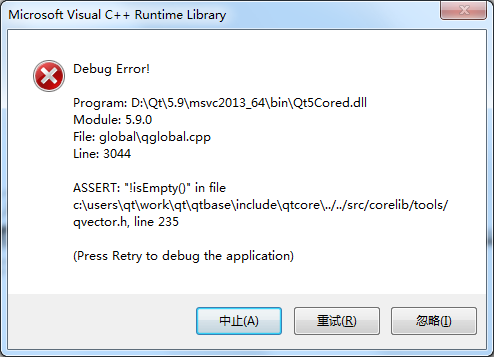 Microsoft Visual C++ Runtime Library
Debug Error!
Program: D:\Qt\5.9\msvc2013_64\bin\Qt5Cored.dll
Module: 5.9.0
File: global\qglobal.cpp
Line: 3044
ASSERT: "!isEmpty()" in file
c:\users\qt\work\qt\qtbase\include\qtcore\../../src/corelib/tools/
qvector.h, line 235
(Press Retry to debug the application)
中止(A) 重试(R) 忽略(I)